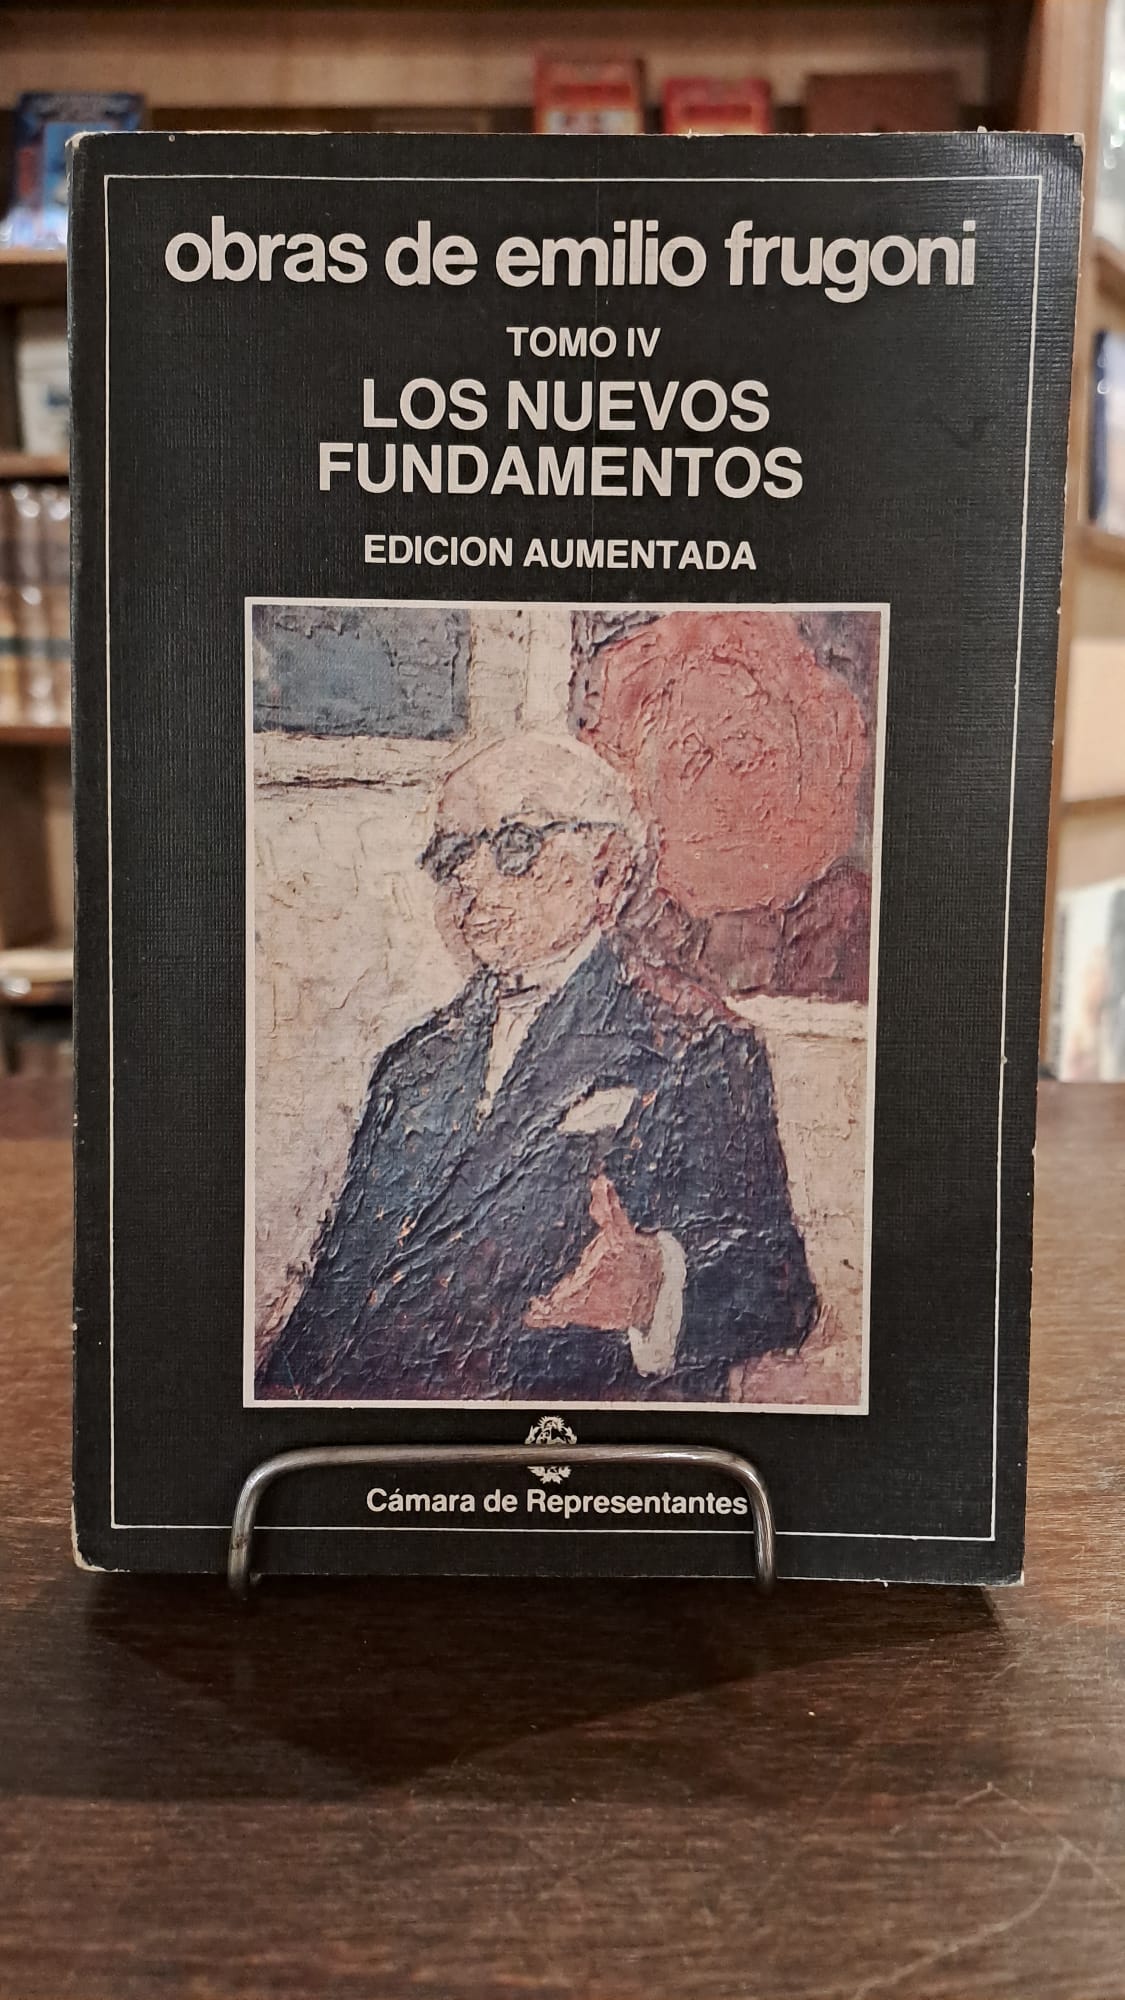 obras de emilio frugoni
TOMO IV
LOS NUEVOS
FUNDAMENTOS
EDICION AUMENTADA
Cámara de Representantes